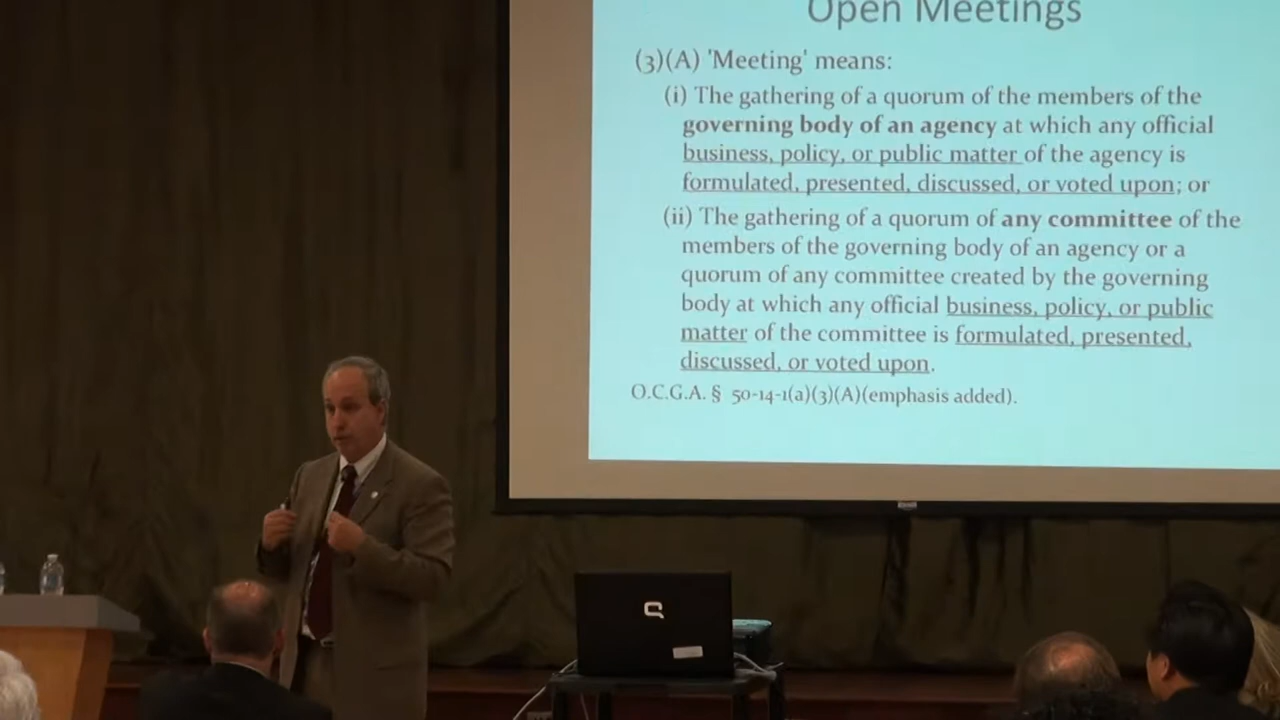 Open Meetings
(3)(A) 'Meeting' means:
(i) The gathering of a quorum of the members of the
governing body of an agency at which any official
business, policy, or public matter of the agency is
formulated, presented, discussed, or voted upon; or
(ii) The gathering of a quorum of any committee of the
members of the governing body of an agency or a
quorum of any committee created by the governing
body at which any official business, policy, or public
matter of the committee is formulated, presented,
discussed, or voted upon.
O.C.G.A. § 50-14-1(a)(3)(A)(emphasis added).